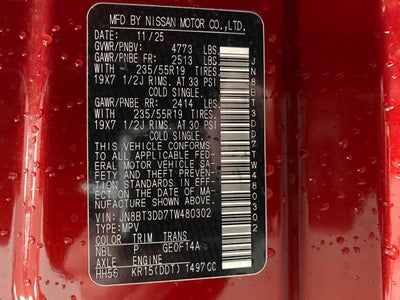 MFD BY NISSAN MOTOR CO.,LTD.
DATE: 11/25
GVWR/PNBV: 4773 LBS
GAWR/PNBE FR: 2513 LBS
WITH - 235/55R19 TIRES,
19X7 1/2J RIMS AT 33 PSI
COLD SINGLE.
GAWR/PNBE RR: 2414 LBS
WITH - 235/55R19 TIRES,
19X7 1/2J RIMS AT 30 PSI
COLD SINGLE.
THIS VEHICLE CONFORMS
TO ALL APPLICABLE FED-
ERAL MOTOR VEHICLE SA-
FETY AND THEFT PREVEN-
TION STANDARDS IN EFF-
ECT ON THE DATE OF MA-
NUFACTURE SHOWN ABOVE.
VIN: JN8BT3DD7TW480302
TYPE:MPV
COLOR TRIM TRANS
NBL P GE0F14A
AXLE ENGINE
HH56 KR15(DDT) 1497CC
JN8BT3DD7TW480302